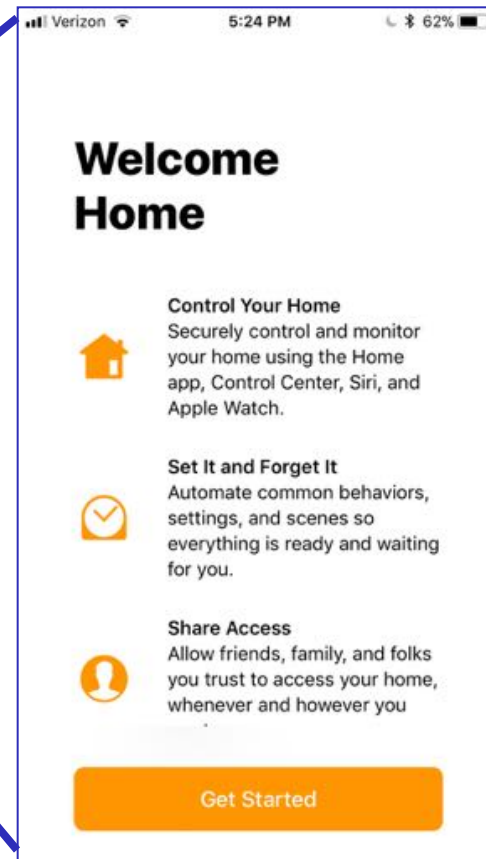 Verizon 5:24 PM 62%
Welcome
Home
Control Your Home
Securely control and monitor
your home using the Home
app, Control Center, Siri, and
Apple Watch.
Set It and Forget It
Automate common behaviors,
settings, and scenes so
everything is ready and waiting
for you.
Share Access
Allow friends, family, and folks
you trust to access your home,
whenever and however you
Get Started